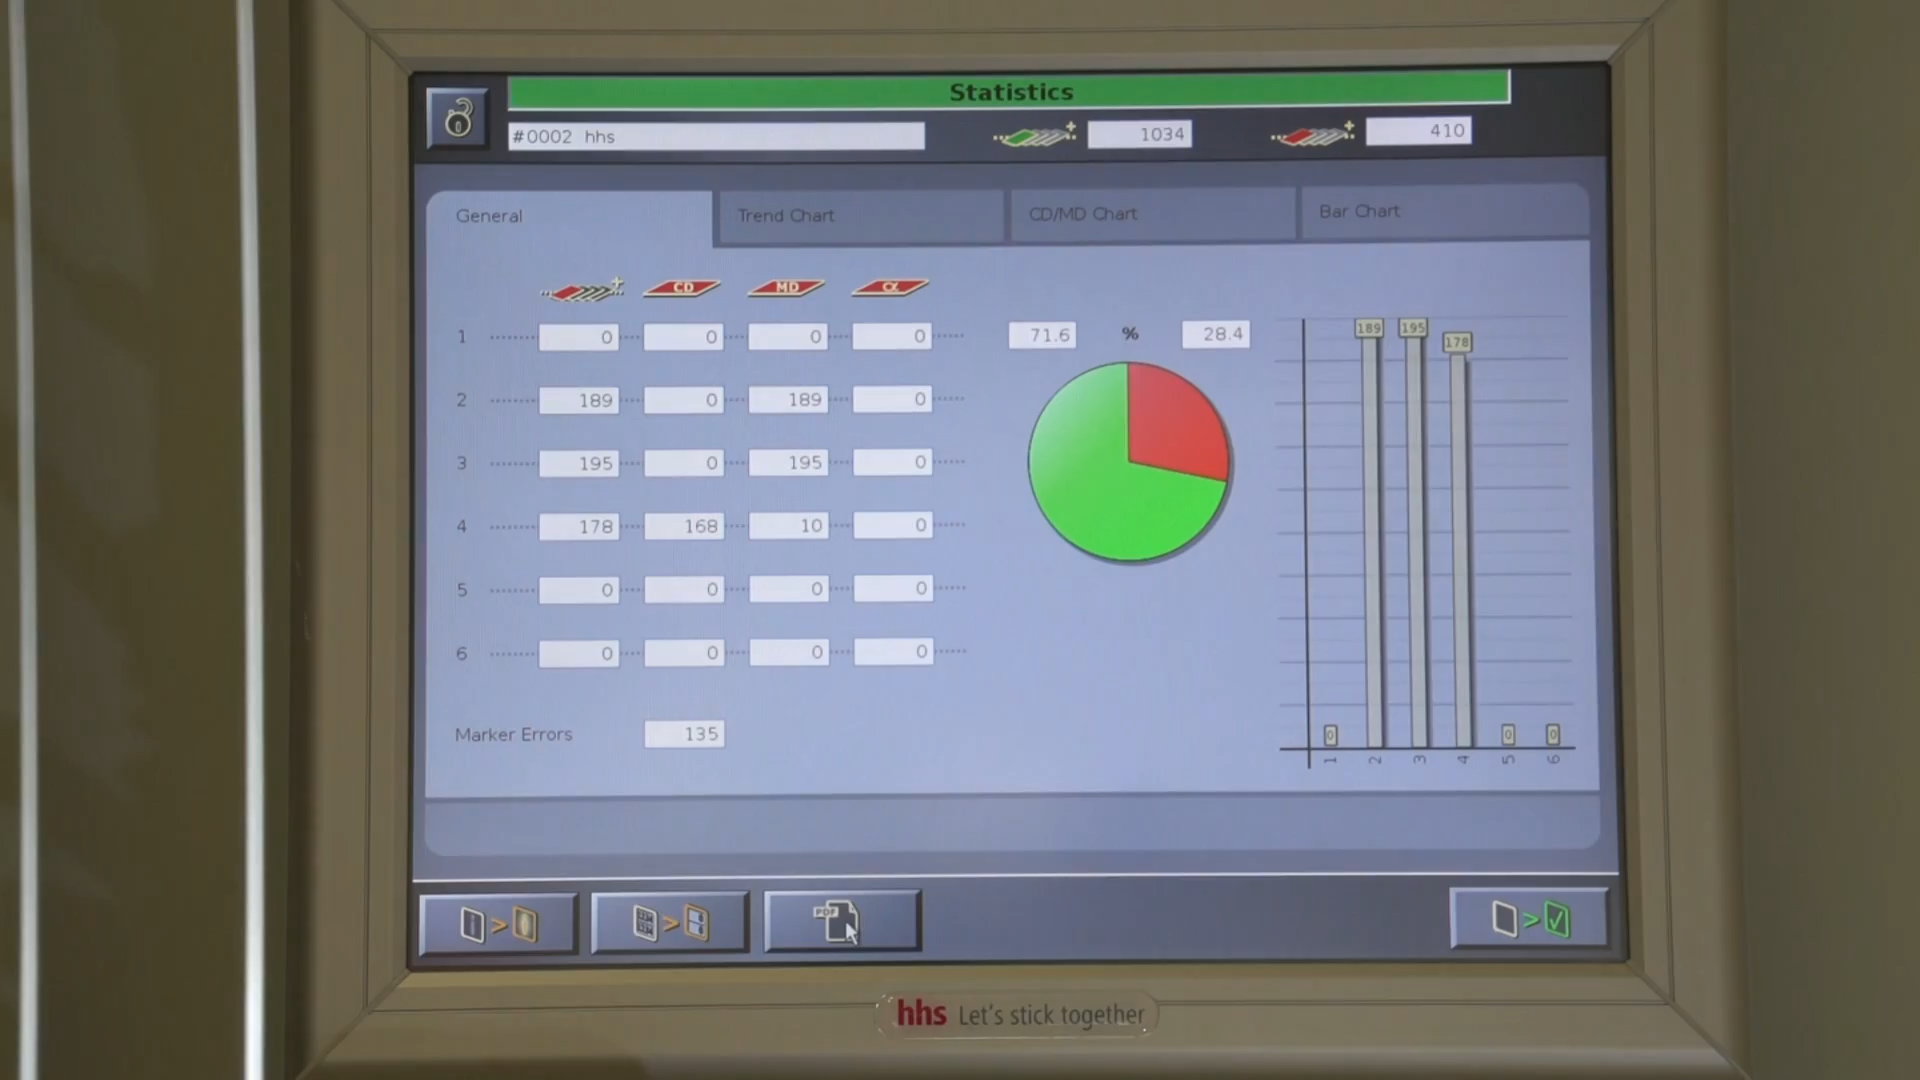 Statistics
#0002 hhs
1034
410
General
Trend Chart
CD/MD Chart
Bar Chart
CD MD α
1 0 0 0 0
2 189 0 189 0
3 195 0 195 0
4 178 168 10 0
5 0 0 0 0
6 0 0 0 0
Marker Errors 135
71.6 % 28.4
189 195 178
0 0 0
1 2 3 4 5 6
PDF
hhs Let's stick together